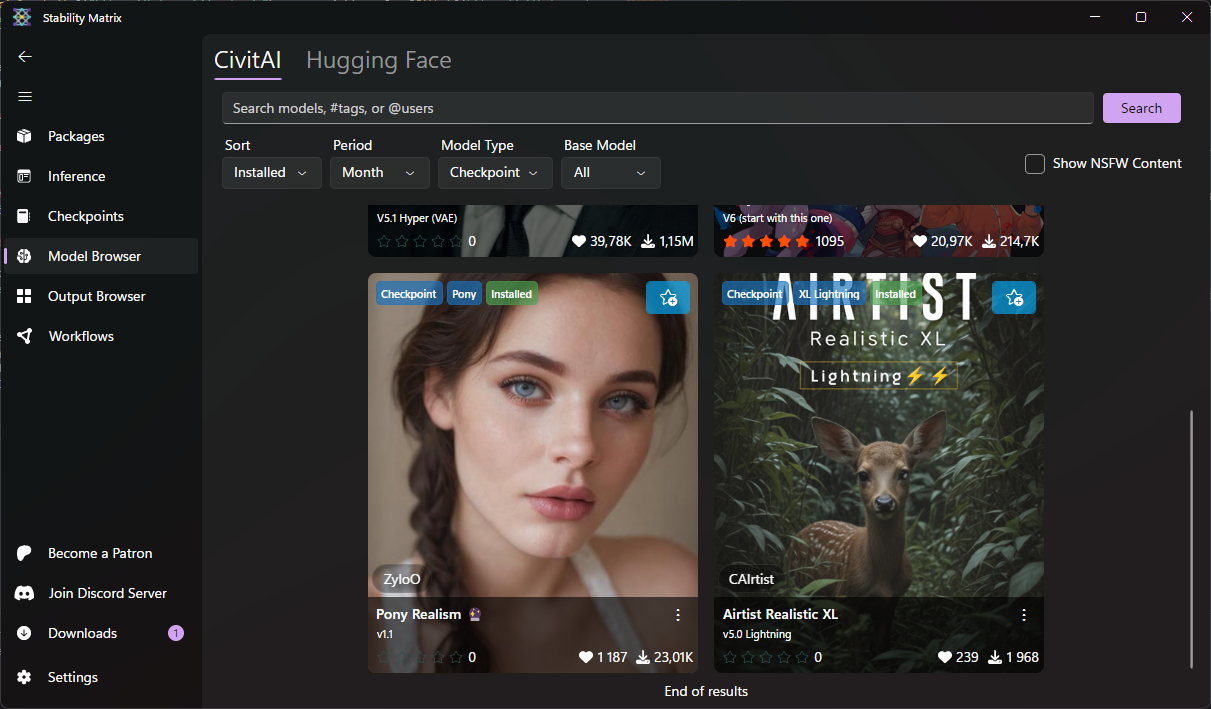 Stability Matrix
CivitAI Hugging Face
Search models, #tags, or @users
Search
Sort Period Model Type Base Model
Installed Month Checkpoint All
Show NSFW Content
Packages
Inference
Checkpoints
Model Browser
Output Browser
Workflows
Become a Patron
Join Discord Server
Downloads 1
Settings
V5.1 Hyper (VAE)
0 39,78K 1,15M
V6 (start with this one)
1095 20,97K 214,7K
Checkpoint Pony Installed
ZyloO
Pony Realism 🔮
v1.1
0 1 187 23,01K
Checkpoint XL Lightning Installed
AIRTIST
Realistic XL
Lightning⚡⚡
CAIrtist
Airtist Realistic XL
v5.0 Lightning
0 239 1 968
End of results